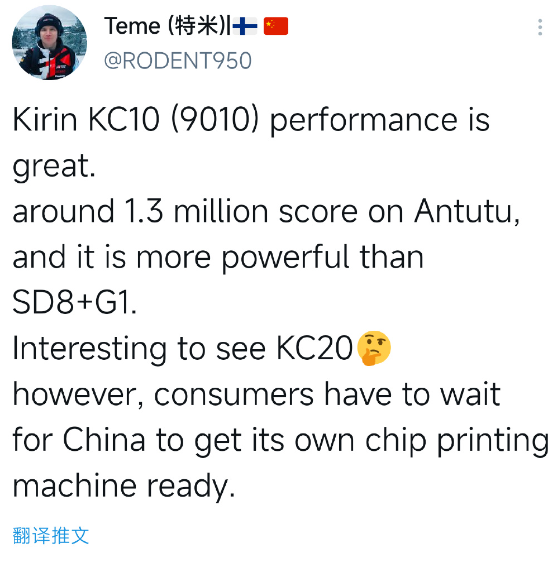 Teme (特米)|🇫🇮 🇨🇳
@RODENT950
Kirin KC10 (9010) performance is
great.
around 1.3 million score on Antutu,
and it is more powerful than
SD8+G1.
Interesting to see KC20🤔
however, consumers have to wait
for China to get its own chip printing
machine ready.
翻译推文